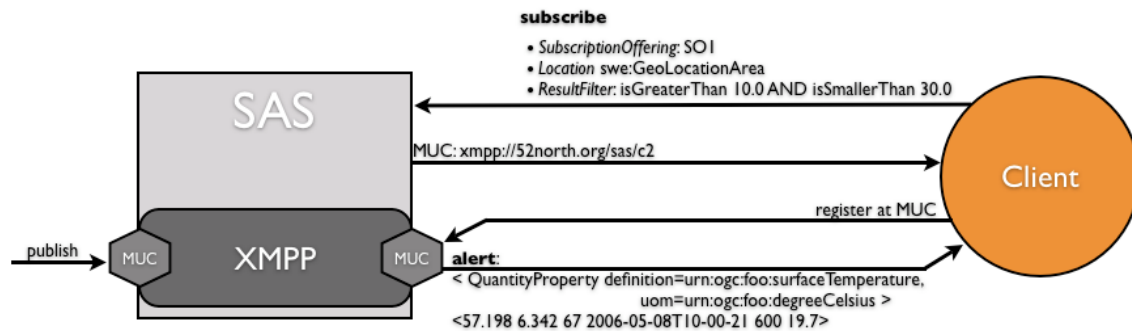 subscribe
• SubscriptionOffering: SO1
• Location swe:GeoLocationArea
• ResultFilter: isGreaterThan 10.0 AND isSmallerThan 30.0
SAS
MUC: xmpp://52north.org/sas/c2
Client
register at MUC
publish
MUC
XMPP
MUC
alert:
< QuantityProperty definition=urn:ogc:foo:surfaceTemperature,
uom=urn:ogc:foo:degreeCelsius >
<57.198 6.342 67 2006-05-08T10-00-21 600 19.7>